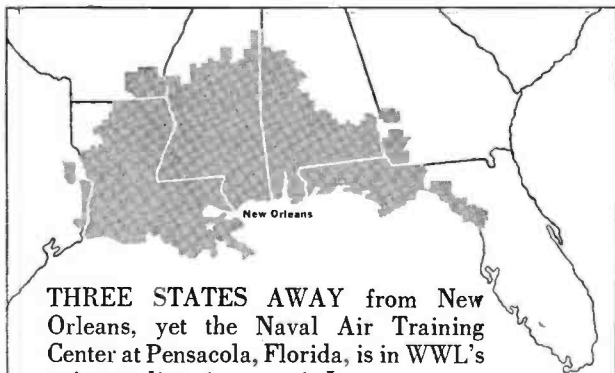 New Orleans
THREE STATES AWAY from New
Orleans, yet the Naval Air Training
Center at Pensacola, Florida, is in WWL's